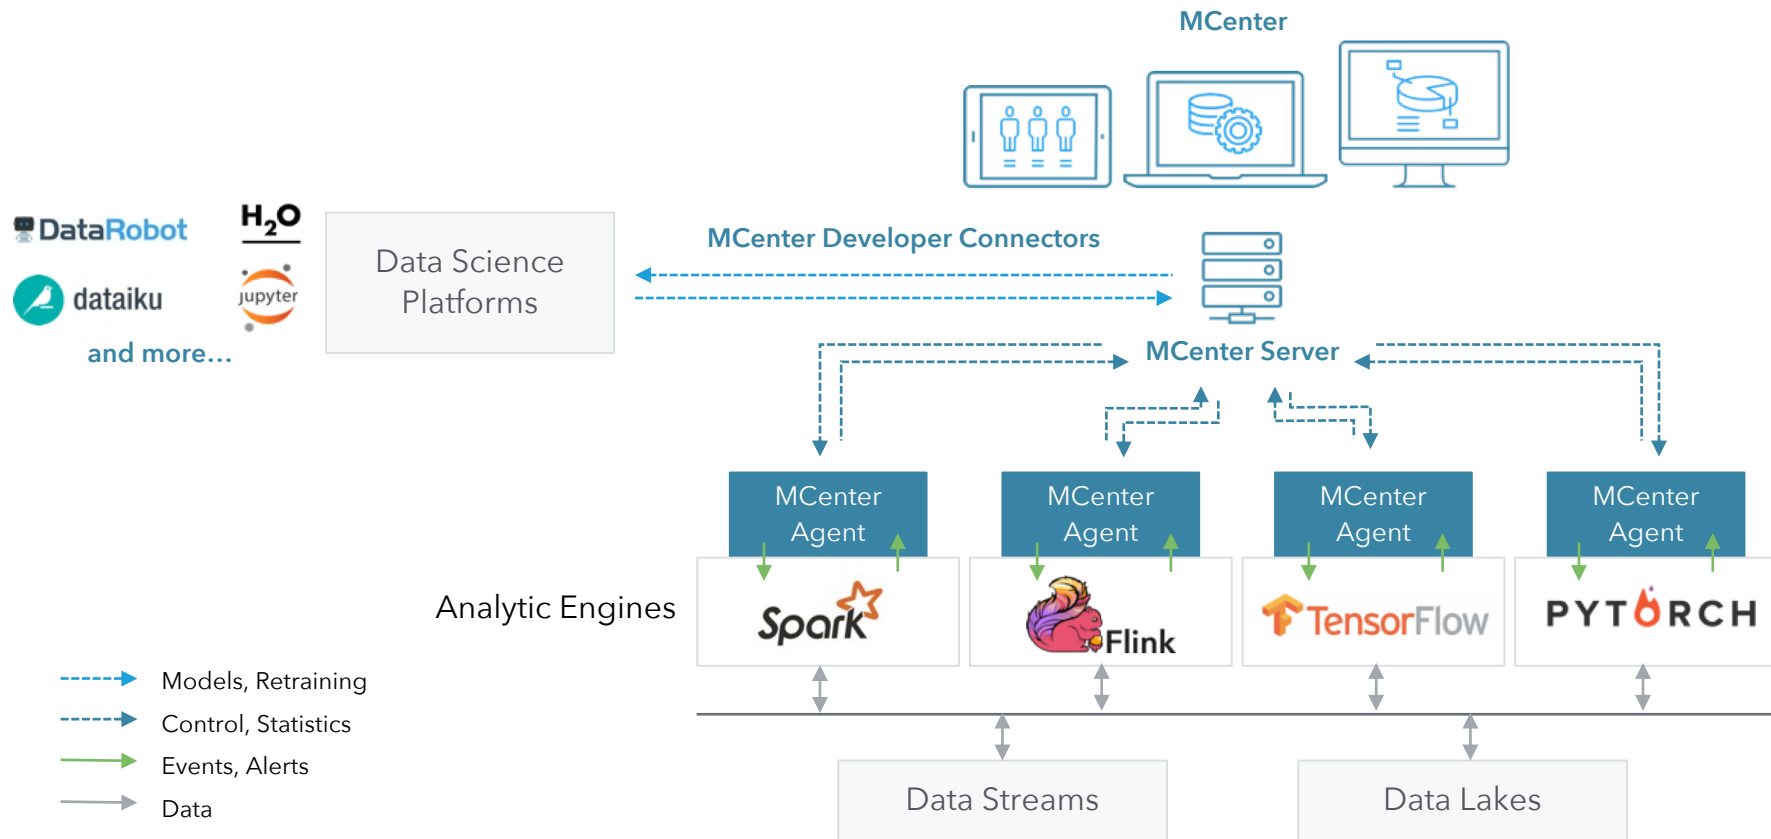 MCenter
DataRobot
H2O
dataiku
jupyter
and more...
Data Science
Platforms
MCenter Developer Connectors
MCenter Server
MCenter
Agent
MCenter
Agent
MCenter
Agent
MCenter
Agent
Analytic Engines
Spark
Flink
TensorFlow
PYTORCH
Models, Retraining
Control, Statistics
Events, Alerts
Data
Data Streams
Data Lakes